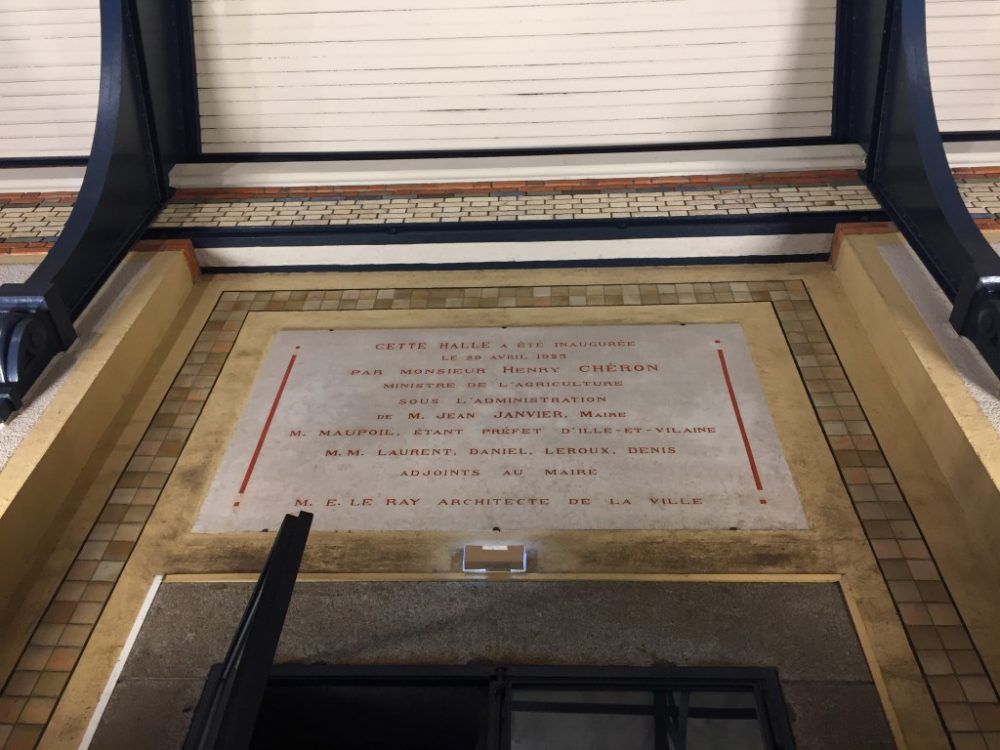 CETTE HALLE A ÉTÉ INAUGURÉE
LE 29 AVRIL 1923
PAR MONSIEUR HENRY CHÉRON
MINISTRE DE L'AGRICULTURE
SOUS L'ADMINISTRATION
DE M. JEAN JANVIER, MAIRE
M. MAUPOIL, ÉTANT PRÉFET D'ILLE-ET-VILAINE
M.M. LAURENT, DANIEL, LEROUX, DENIS
ADJOINTS AU MAIRE
M. E. LE RAY ARCHITECTE DE LA VILLE